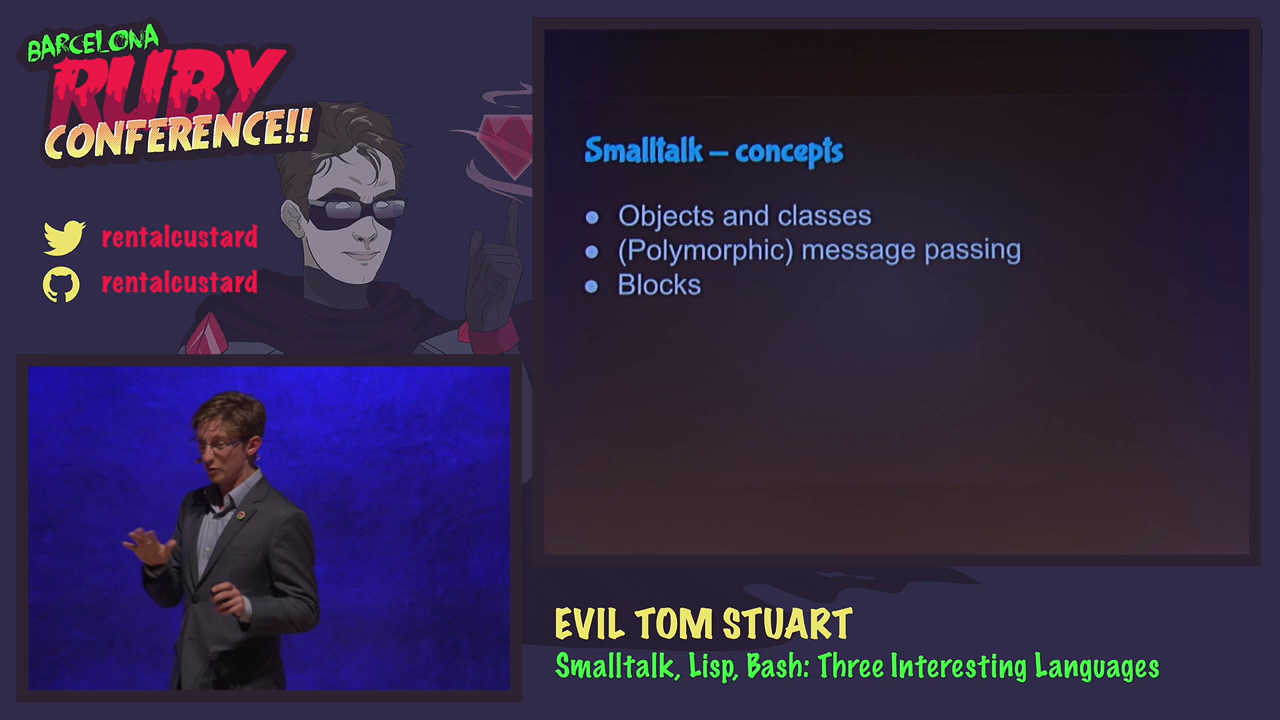 BARCELONA
RUBY
CONFERENCE!!
rentalcustard
rentalcustard
Smalltalk – concepts
● Objects and classes
● (Polymorphic) message passing
● Blocks
EVIL TOM STUART
Smalltalk, Lisp, Bash: Three Interesting Languages